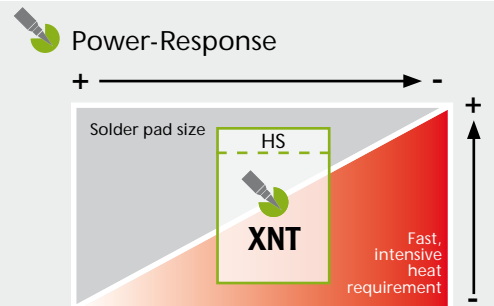 Power-Response
+ -
+
Solder pad size
HS
XNT
Fast,
intensive
heat
requirement
-